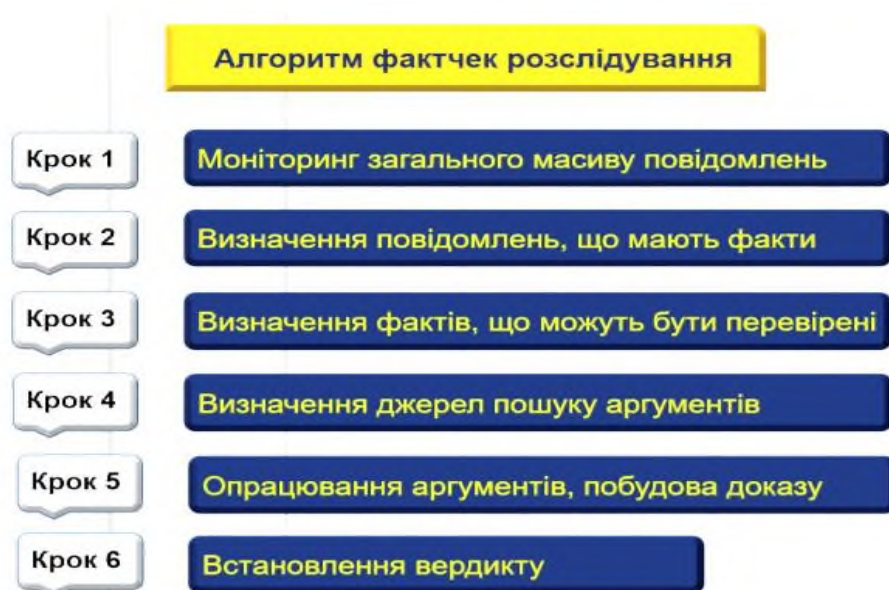 Алгоритм фактчек розслідування
Крок 1
Моніторинг загального масиву повідомлень
Крок 2
Визначення повідомлень, що мають факти
Крок 3
Визначення фактів, що можуть бути перевірені
Крок 4
Визначення джерел пошуку аргументів
Крок 5
Опрацювання аргументів, побудова доказу
Крок 6
Встановлення вердикту